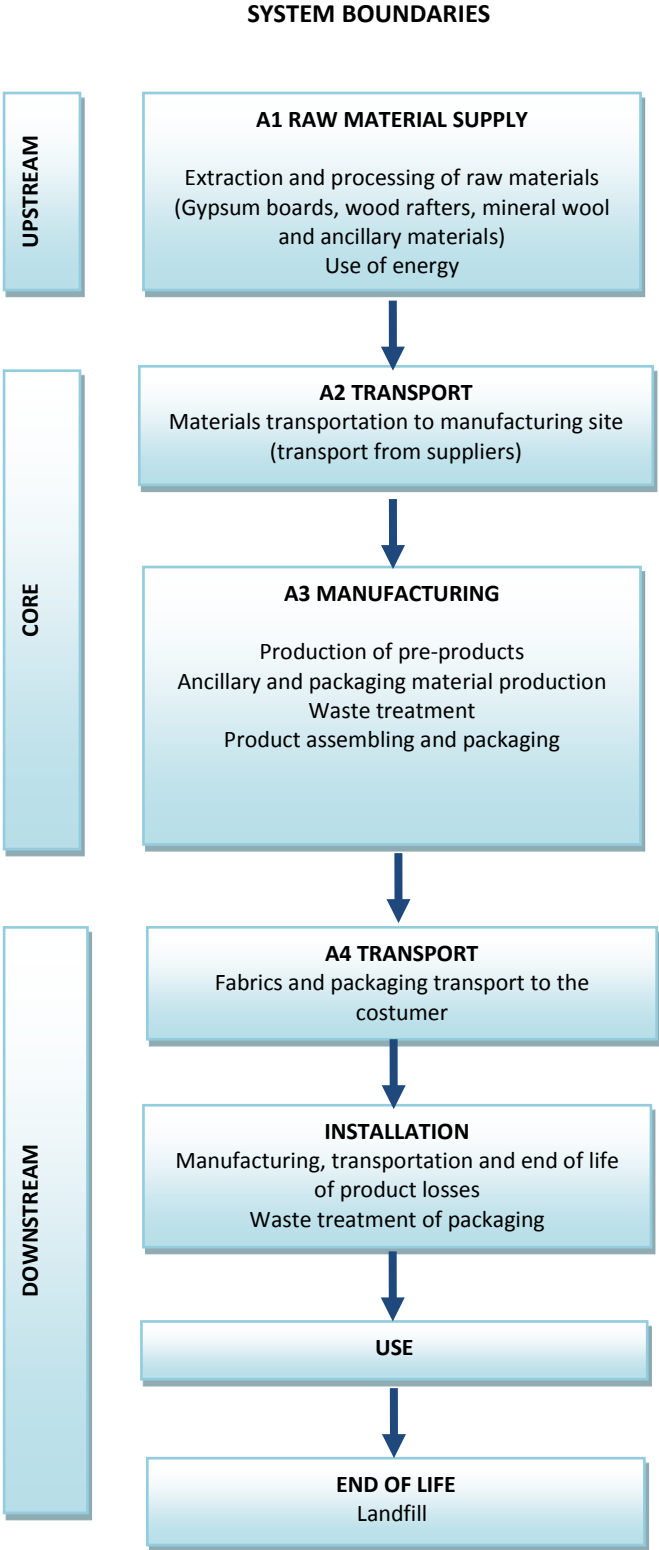 SYSTEM BOUNDARIES
UPSTREAM
A1 RAW MATERIAL SUPPLY
Extraction and processing of raw materials
(Gypsum boards, wood rafters, mineral wool
and ancillary materials)
Use of energy
CORE
A2 TRANSPORT
Materials transportation to manufacturing site
(transport from suppliers)
A3 MANUFACTURING
Production of pre-products
Ancillary and packaging material production
Waste treatment
Product assembling and packaging
DOWNSTREAM
A4 TRANSPORT
Fabrics and packaging transport to the
costumer
INSTALLATION
Manufacturing, transportation and end of life
of product losses
Waste treatment of packaging
USE
END OF LIFE
Landfill